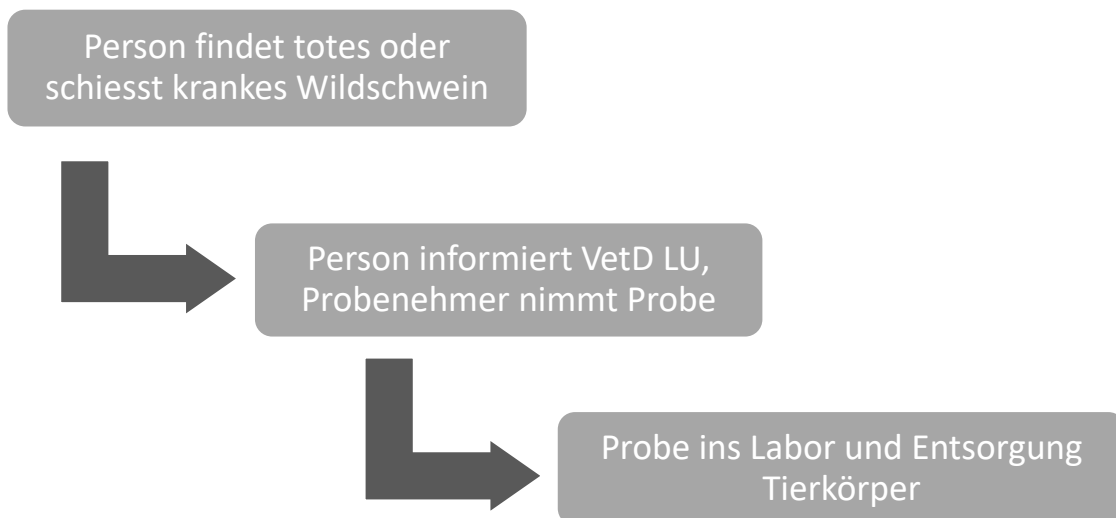 Person findet totes oder
schiesst krankes Wildschwein
Person informiert VetD LU,
Probenehmer nimmt Probe
Probe ins Labor und Entsorgung
Tierkörper